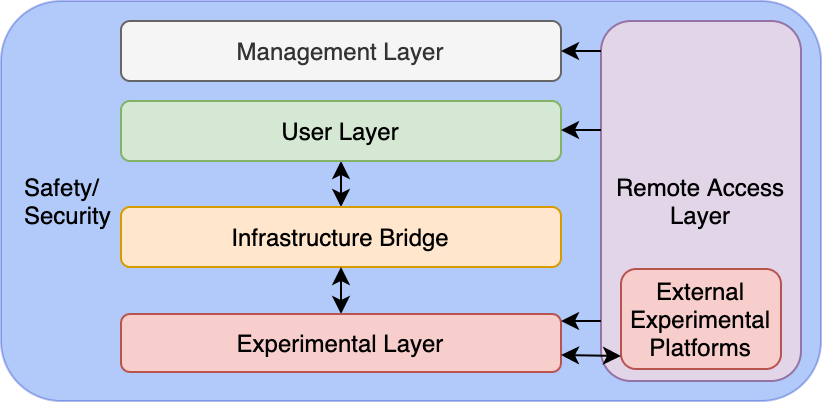 Management Layer
User Layer
Safety/
Security
Infrastructure Bridge
Experimental Layer
Remote Access
Layer
External
Experimental
Platforms